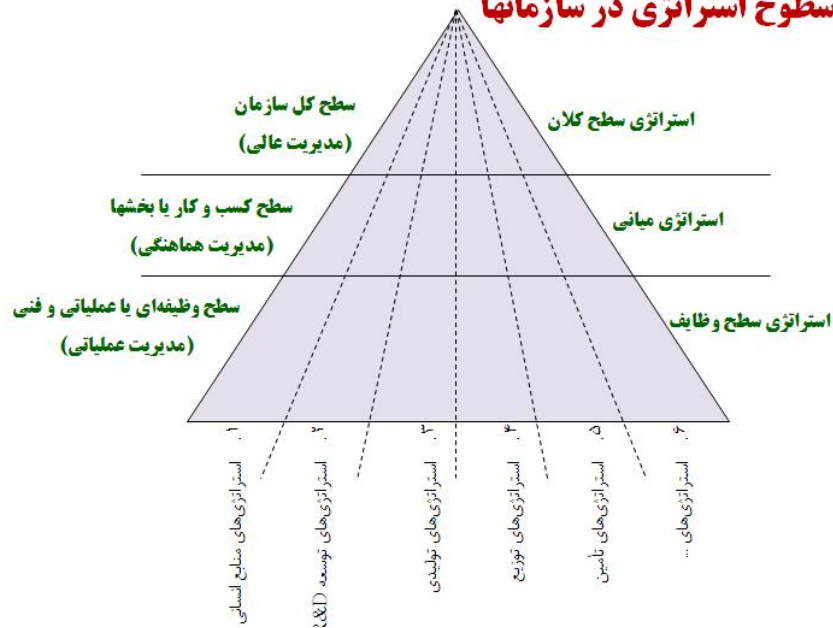 سطوح استراتژی در سازمانها
استراتژی سطح کلان
سطح کل سازمان
(مدیریت عالی)
استراتژی میانی
سطح کسب و کار یا بخشها
(مدیریت هماهنگی)
استراتژی سطح وظایف
سطح وظیفه‌ای یا عملیاتی و فنی
(مدیریت عملیاتی)
۱. استراتژی‌های منابع انسانی
۲. استراتژی‌های توسعه R&D
۳. استراتژی‌های تولیدی
۴. استراتژی‌های توزیع
۵. استراتژی‌های تأمین
۶. استراتژی‌های ...